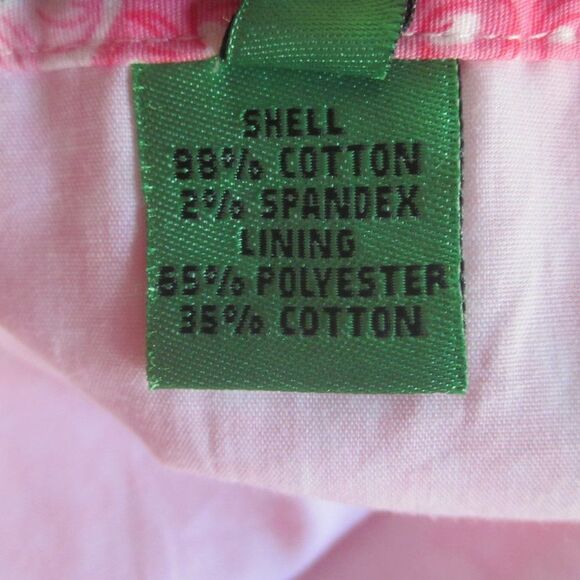 SHELL
98% COTTON
2% SPANDEX
LINING
65% POLYESTER
35% COTTON